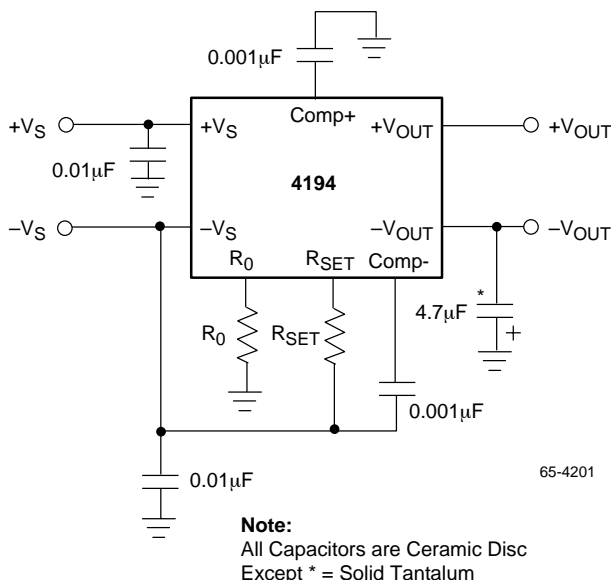 0.001μF
+VS
+VS
Comp+
+VOUT
+VOUT
0.01μF
4194
–VS
–VS
–VOUT
–VOUT
R0
RSET
Comp-
*
4.7μF
+
R0
RSET
0.001μF
0.01μF
65-4201
Note:
All Capacitors are Ceramic Disc
Except * = Solid Tantalum